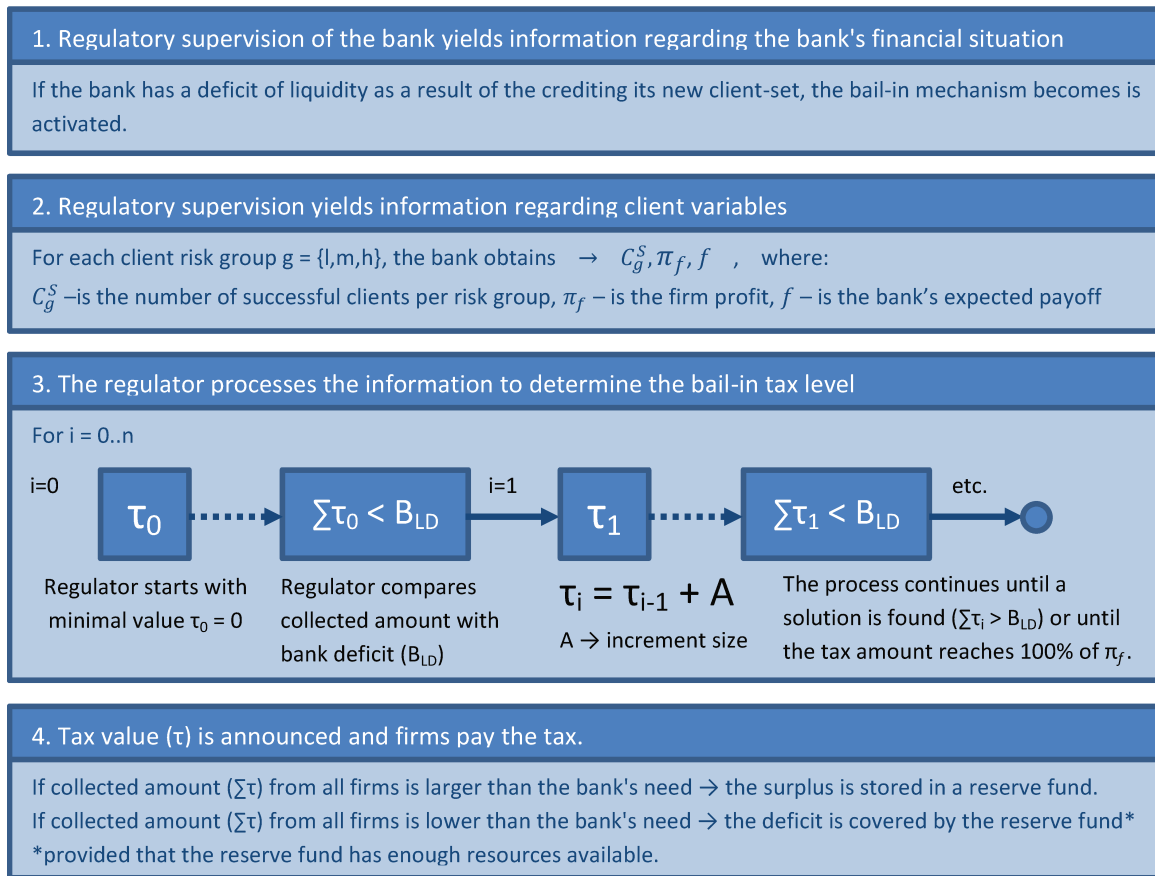 1. Regulatory supervision of the bank yields information regarding the bank's financial situation
If the bank has a deficit of liquidity as a result of the crediting its new client-set, the bail-in mechanism becomes is
activated.
2. Regulatory supervision yields information regarding client variables
For each client risk group g = {l,m,h}, the bank obtains → C_g^S, π_f, f , where:
C_g^S –is the number of successful clients per risk group, π_f – is the firm profit, f – is the bank’s expected payoff
3. The regulator processes the information to determine the bail-in tax level
For i = 0..n
i=0 τ₀ ∑τ₀ < B_LD i=1 τ₁ ∑τ₁ < B_LD etc.
Regulator starts with
minimal value τ₀ = 0
Regulator compares
collected amount with
bank deficit (B_LD)
τ_i = τ_i-1 + A
A → increment size
The process continues until a
solution is found (∑τ_i > B_LD) or until
the tax amount reaches 100% of π_f.
4. Tax value (τ) is announced and firms pay the tax.
If collected amount (∑τ) from all firms is larger than the bank's need → the surplus is stored in a reserve fund.
If collected amount (∑τ) from all firms is lower than the bank's need → the deficit is covered by the reserve fund*
*provided that the reserve fund has enough resources available.